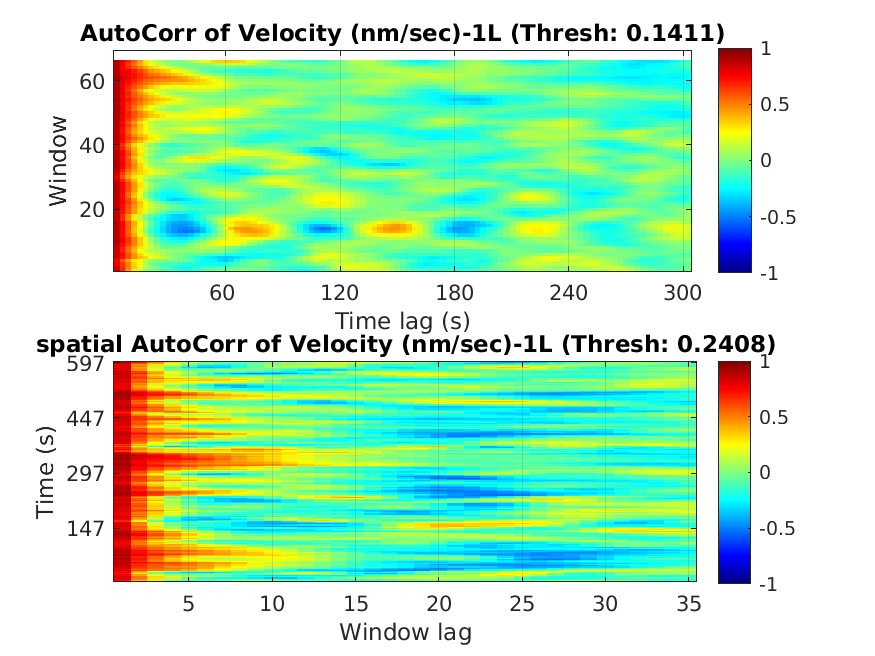 AutoCorr of Velocity (nm/sec)-1L (Thresh: 0.1411)
Window
60
40
20
60 120 180 240 300
Time lag (s)
1
0.5
0
-0.5
-1
spatial AutoCorr of Velocity (nm/sec)-1L (Thresh: 0.2408)
Time (s)
597
447
297
147
5 10 15 20 25 30 35
Window lag
1
0.5
0
-0.5
-1